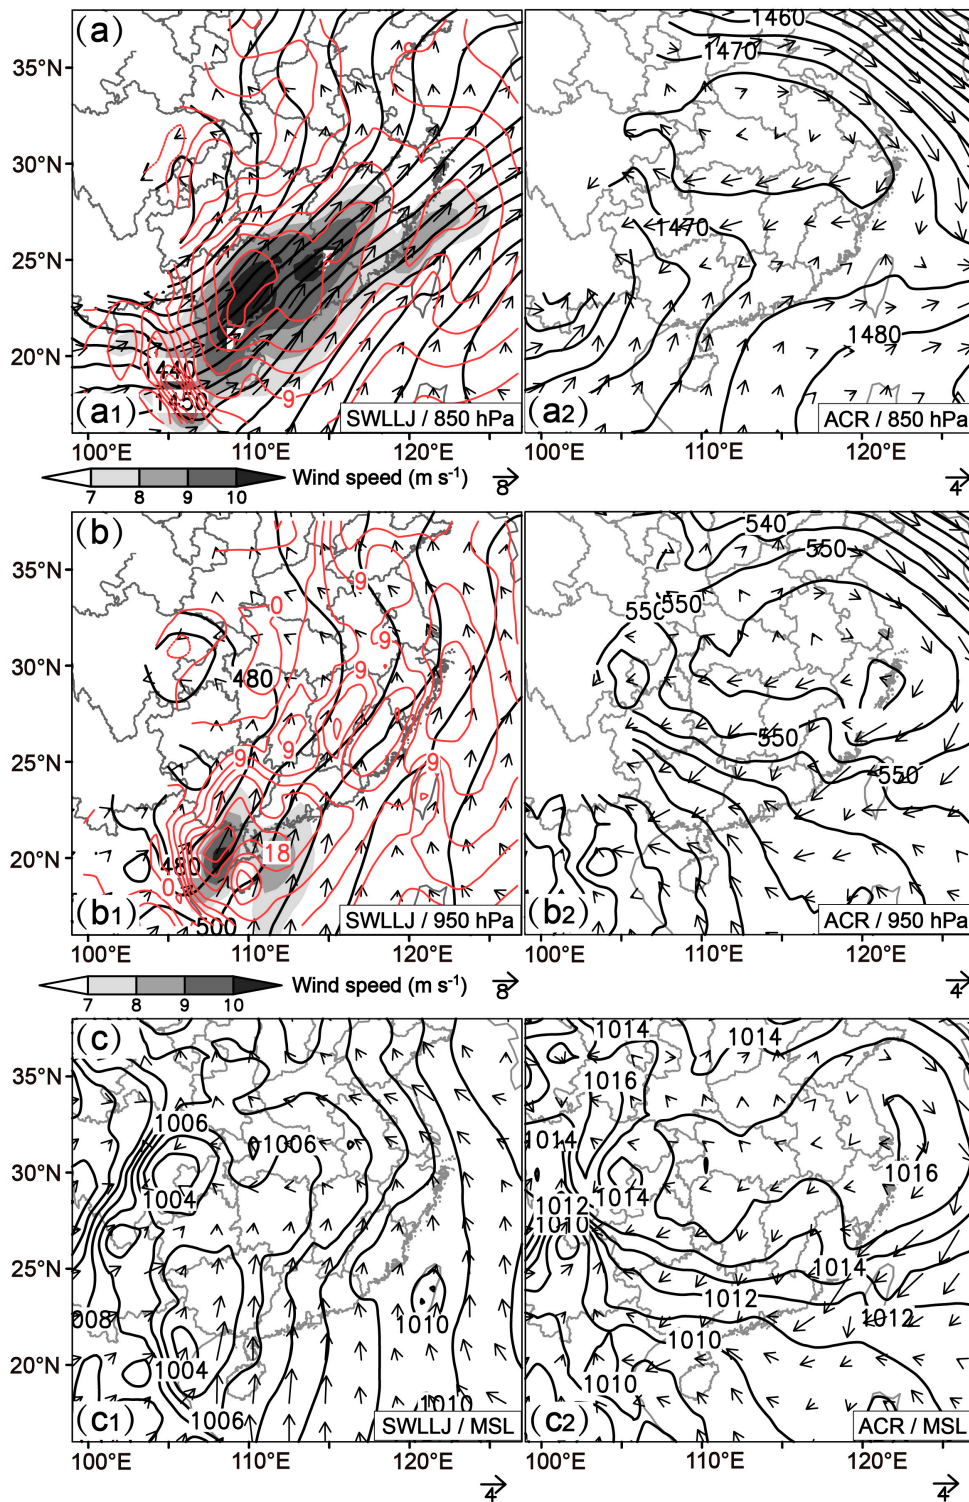 (a)
35°N
30°N
25°N
20°N
9
9
7
7
1440
1450
(a1)
SWLLJ / 850 hPa
1460
1470
1470
1480
(a2)
ACR / 850 hPa
100°E 110°E 120°E 100°E 110°E 120°E
7 8 9 10
Wind speed (m s⁻¹)
8
4
(b)
35°N
30°N
25°N
20°N
0
9
9
9
480
9
9
9
18
480
0
500
(b1)
SWLLJ / 950 hPa
540
550
550
550
550
550
(b2)
ACR / 950 hPa
100°E 110°E 120°E 100°E 110°E 120°E
7 8 9 10
Wind speed (m s⁻¹)
8
4
(c)
35°N
30°N
25°N
20°N
1006
1006
1004
008
1010
1004
1010
1006
(c1)
SWLLJ / MSL
1014
1014
1016
1014
1016
1014
1012
1010
1014
1012
1012
1010
1010
(c2)
ACR / MSL
100°E 110°E 120°E 100°E 110°E 120°E
4
4